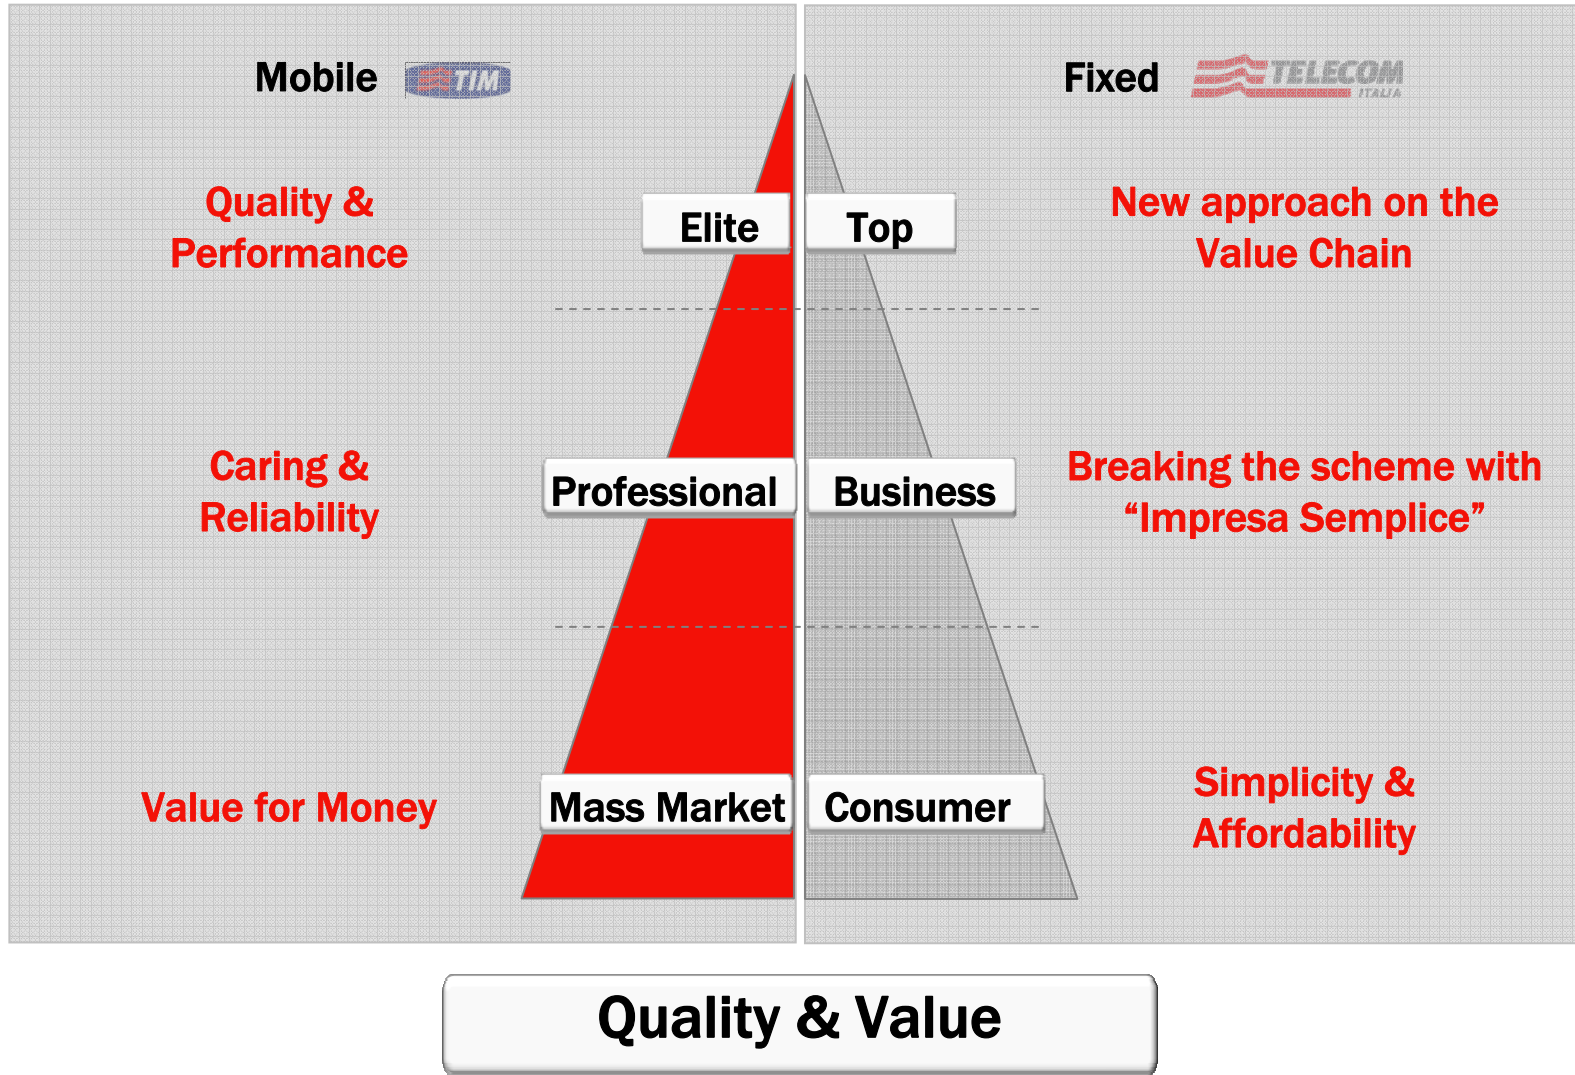 Mobile
TIM
Fixed
TELECOM
ITALIA
Quality &
Performance
Elite
Top
New approach on the
Value Chain
Caring &
Reliability
Professional
Business
Breaking the scheme with
“Impresa Semplice”
Value for Money
Mass Market
Consumer
Simplicity &
Affordability
Quality & Value